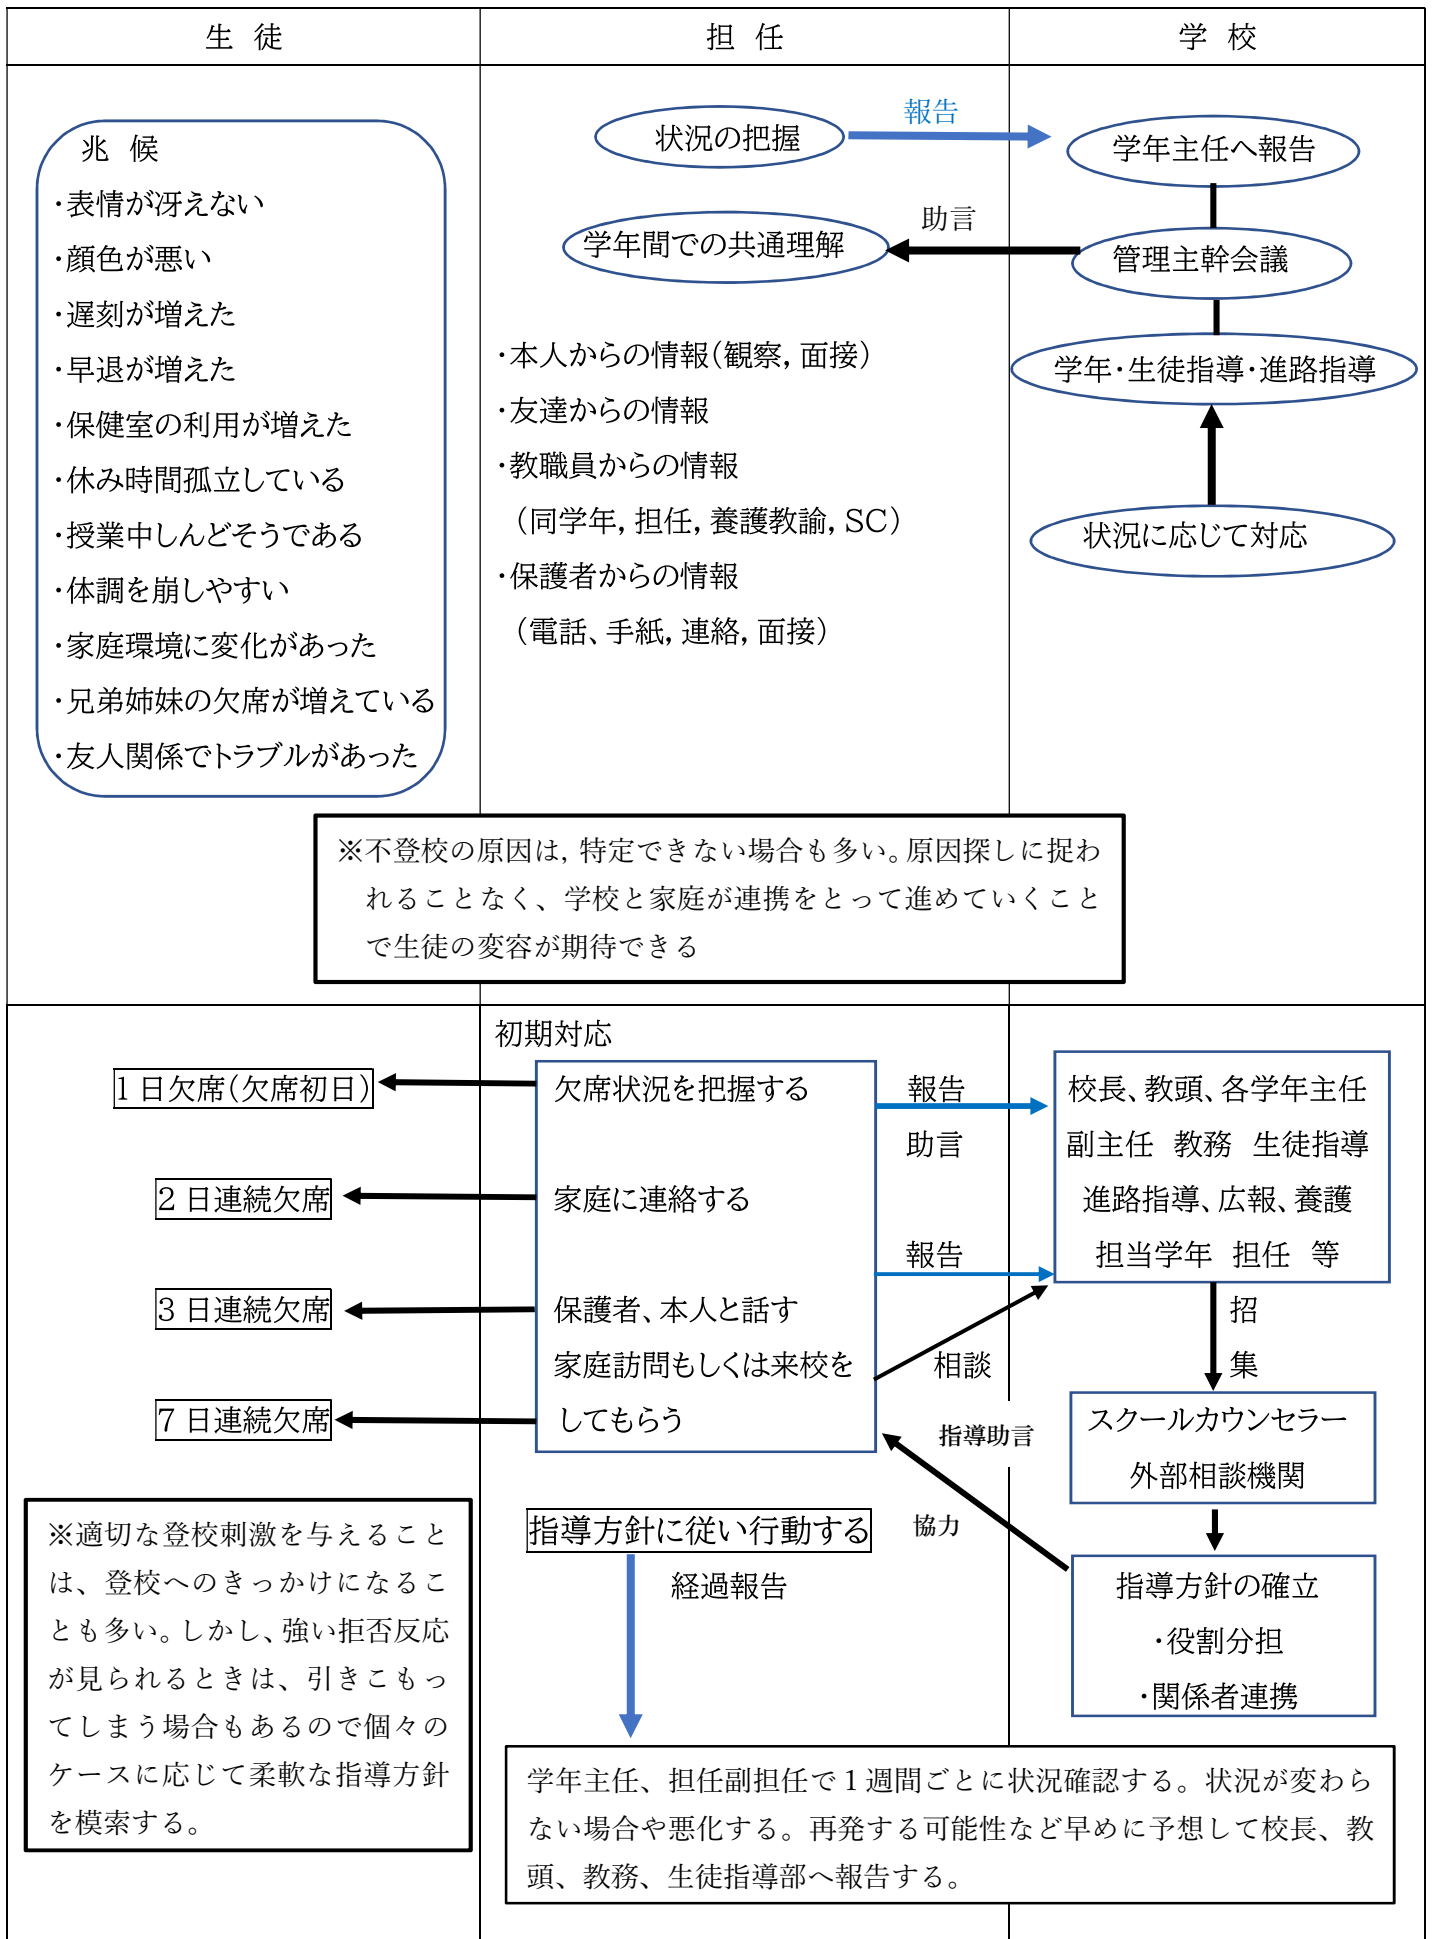 生 徒
担 任
学 校
兆 候
・表情が冴えない
・顔色が悪い
・遅刻が増えた
・早退が増えた
・保健室の利用が増えた
・休み時間孤立している
・授業中しんどそうである
・体調を崩しやすい
・家庭環境に変化があった
・兄弟姉妹の欠席が増えている
・友人関係でトラブルがあった
状況の把握
報告
学年間での共通理解
助言
・本人からの情報(観察,面接)
・友達からの情報
・教職員からの情報
(同学年,担任,養護教諭,SC)
・保護者からの情報
(電話、手紙,連絡,面接)
学年主任へ報告
管理主幹会議
学年・生徒指導・進路指導
状況に応じて対応
※不登校の原因は,特定できない場合も多い。原因探しに捉わ
れることなく、学校と家庭が連携をとって進めていくこと
で生徒の変容が期待できる
初期対応
1日欠席(欠席初日)
2日連続欠席
3日連続欠席
7日連続欠席
欠席状況を把握する
家庭に連絡する
保護者、本人と話す
家庭訪問もしくは来校を
してもらう
報告
助言
報告
相談
指導助言
協力
校長、教頭、各学年主任
副主任 教務 生徒指導
進路指導、広報、養護
担当学年 担任 等
招
集
スクールカウンセラー
外部相談機関
指導方針の確立
・役割分担
・関係者連携
指導方針に従い行動する
経過報告
※適切な登校刺激を与えること
は、登校へのきっかけになるこ
とも多い。しかし、強い拒否反応
が見られるときは、引きこもっ
てしまう場合もあるので個々の
ケースに応じて柔軟な指導方針
を模索する。
学年主任、担任副担任で1週間ごとに状況確認する。状況が変わら
ない場合や悪化する。再発する可能性など早めに予想して校長、教
頭、教務、生徒指導部へ報告する。